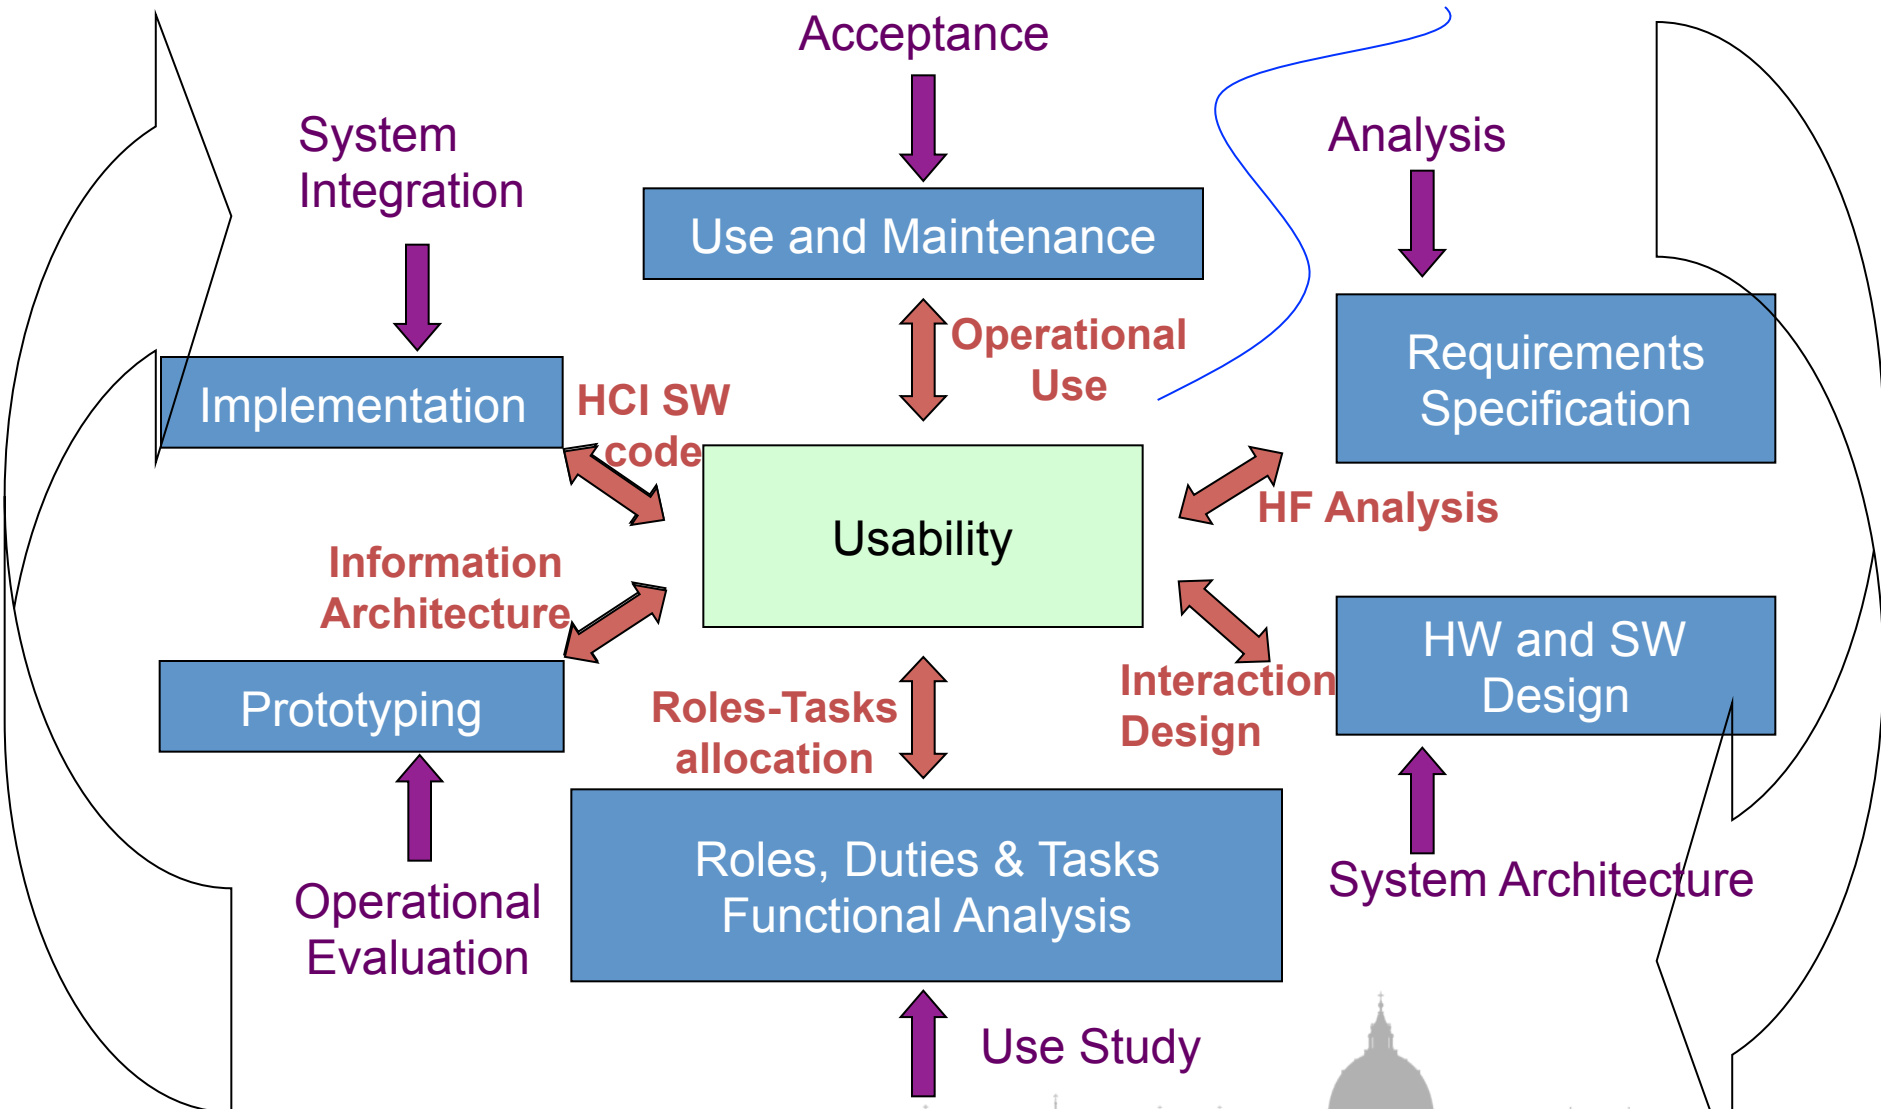 Acceptance
System
Integration
Analysis
Use and Maintenance
Operational
Use
Requirements
Specification
Implementation
HCI SW
code
Usability
HF Analysis
Information
Architecture
HW and SW
Design
Prototyping
Roles-Tasks
allocation
Interaction
Design
Roles, Duties & Tasks
Functional Analysis
System Architecture
Operational
Evaluation
Use Study